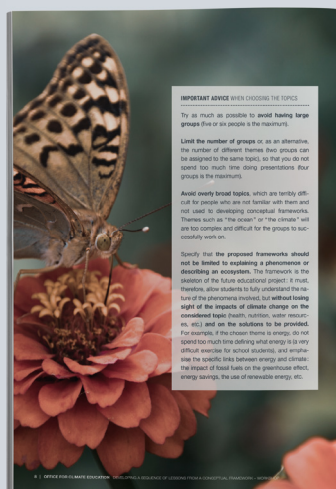 IMPORTANT ADVICE WHEN CHOOSING THE TOPICS
Try as much as possible to avoid having large
groups (five or six people is the maximum).
Limit the number of groups or, as an alternative,
the number of different themes (two groups can
be assigned to the same topic), so that you do not
spend too much time doing presentations (four
groups is the maximum).
Avoid overly broad topics, which are terribly diffi-
cult for people who are not familiar with them and
not used to developing conceptual frameworks.
Themes such as "the ocean" or "the climate" will
are too complex and difficult for the groups to suc-
cessfully work on.
Specify that the proposed frameworks should
not be limited to explaining a phenomenon or
describing an ecosystem. The framework is the
skeleton of the future educational project: it must,
therefore, allow students to fully understand the na-
ture of the phenomena involved, but without losing
sight of the impacts of climate change on the
considered topic (health, nutrition, water resourc-
es, etc.) and on the solutions to be provided.
For example, if the chosen theme is energy, do not
spend too much time defining what energy is (a very
difficult exercise for school students), and empha-
sise the specific links between energy and climate:
the impact of fossil fuels on the greenhouse effect,
energy savings, the use of renewable energy, etc.
| OFFICE FOR CLIMATE EDUCATION DEVELOPING A SEQUENCE OF LESSONS FROM A CONCEPTUAL FRAMEWORK –